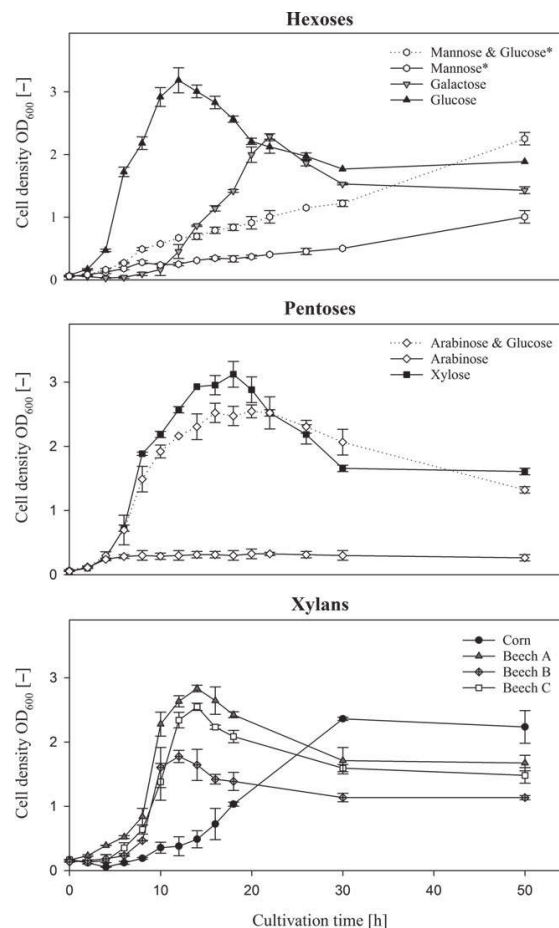 Hexoses
Mannose & Glucose*
Mannose*
Galactose
Glucose
Cell density OD600 [–]
3
2
1
0
Pentoses
Arabinose & Glucose
Arabinose
Xylose
Cell density OD600 [–]
3
2
1
0
Xylans
Corn
Beech A
Beech B
Beech C
Cell density OD600 [–]
3
2
1
0
0 10 20 30 50
Cultivation time [h]